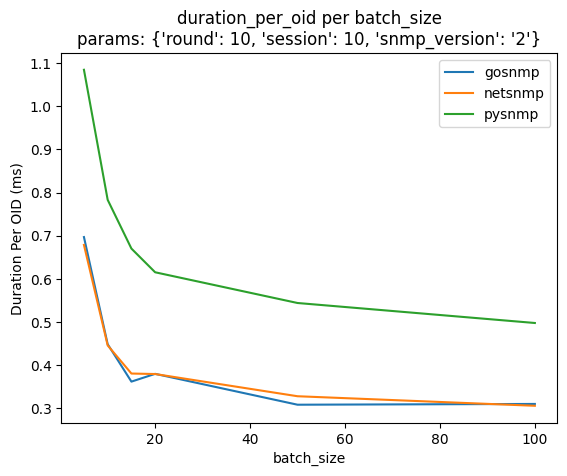 duration_per_oid per batch_size
params: {'round': 10, 'session': 10, 'snmp_version': '2'}
gosnmp
netsnmp
pysnmp
Duration Per OID (ms)
1.1
1.0
0.9
0.8
0.7
0.6
0.5
0.4
0.3
20
40
60
80
100
batch_size